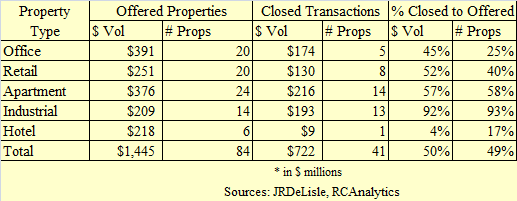 Property Offered Properties Closed Transactions % Closed to Offered
Type $ Vol # Props $ Vol # Props $ Vol # Props
Office $391 20 $174 5 45% 25%
Retail $251 20 $130 8 52% 40%
Apartment $376 24 $216 14 57% 58%
Industrial $209 14 $193 13 92% 93%
Hotel $218 6 $9 1 4% 17%
Total $1,445 84 $722 41 50% 49%
* in $ millions
Sources: JRDeLisle, RCAnalytics